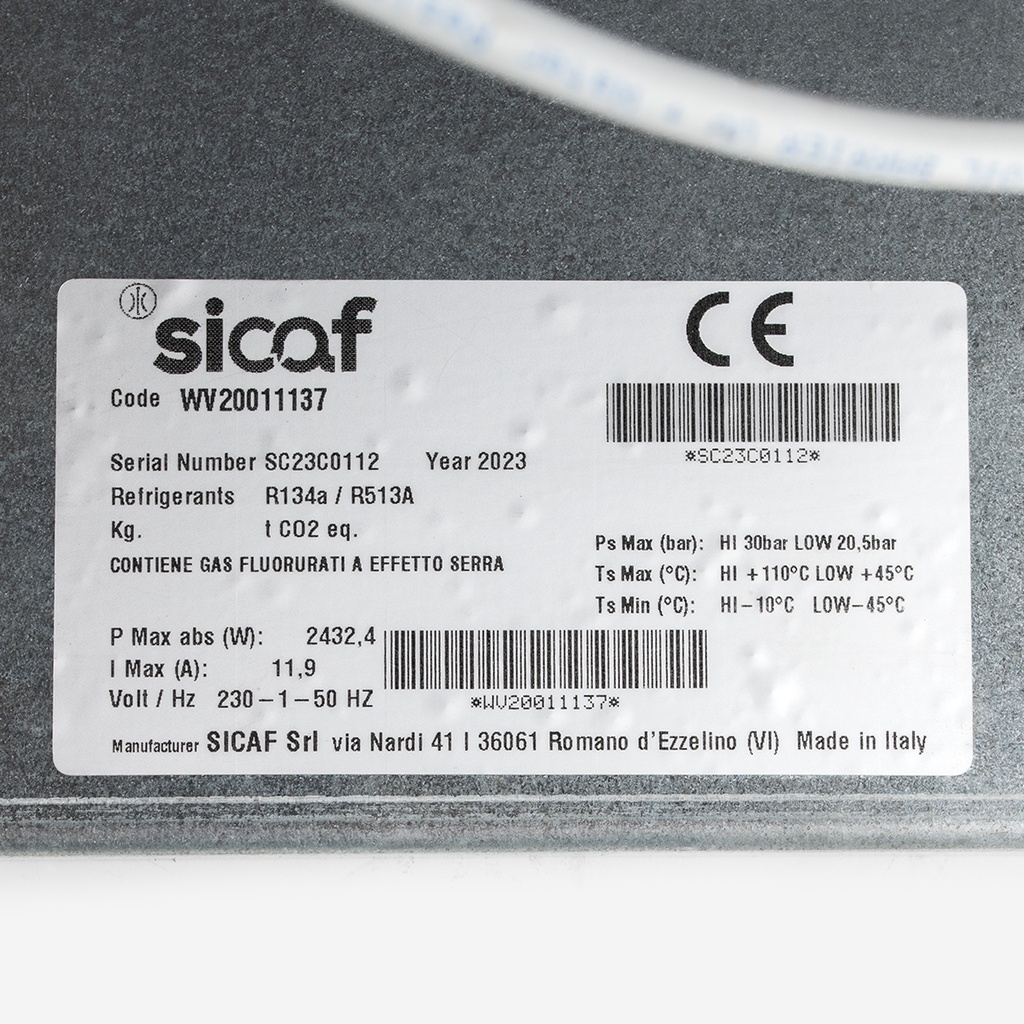 sicaf
CE
Code WV20011137
*SC23C0112*
Serial Number SC23C0112 Year 2023
Refrigerants R134a / R513A
Kg. t CO2 eq.
CONTIENE GAS FLUORURATI A EFFETTO SERRA
Ps Max (bar): HI 30bar LOW 20,5bar
Ts Max (°C): HI +110°C LOW +45°C
Ts Min (°C): HI−10°C LOW−45°C
P Max abs (W): 2432,4
I Max (A): 11,9
Volt / Hz 230−1−50 HZ
*WV20011137*
Manufacturer SICAF Srl via Nardi 41 I 36061 Romano d'Ezzelino (VI) Made in Italy